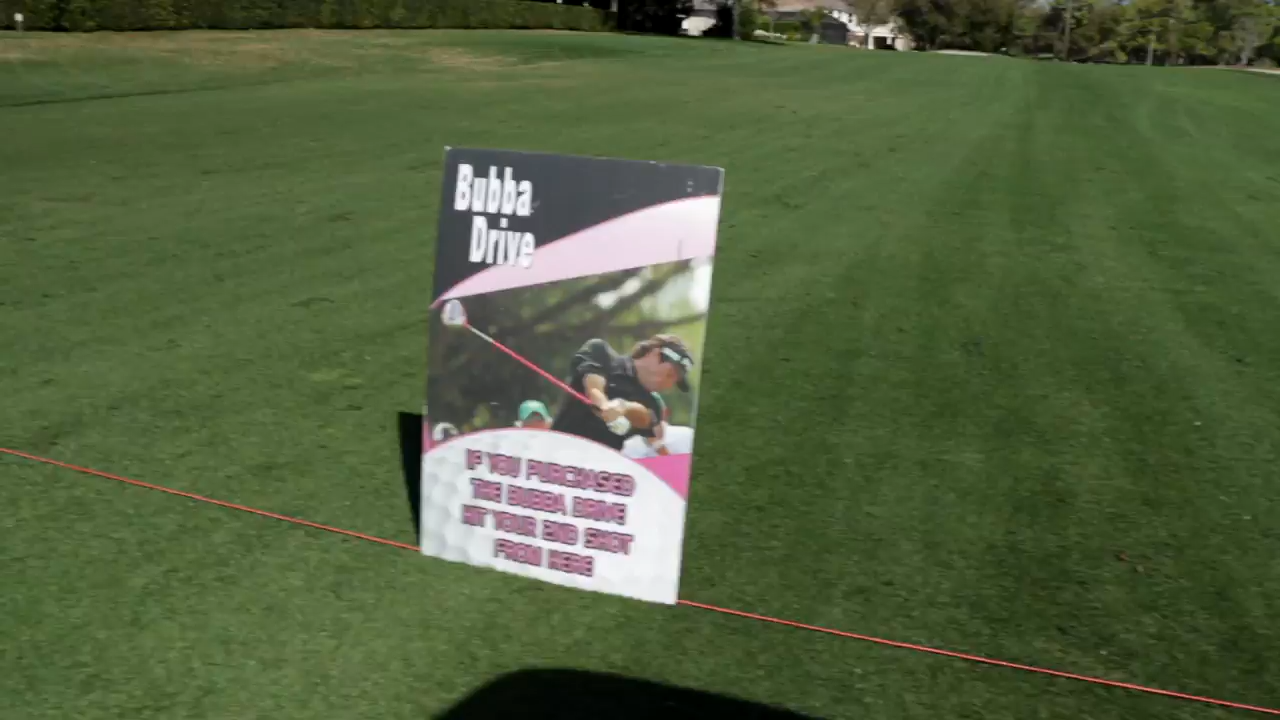 Bubba
Drive
IF YOU PURCHASED
THE BUBBA DRIVE
HIT YOUR 2ND SHOT
FROM HERE